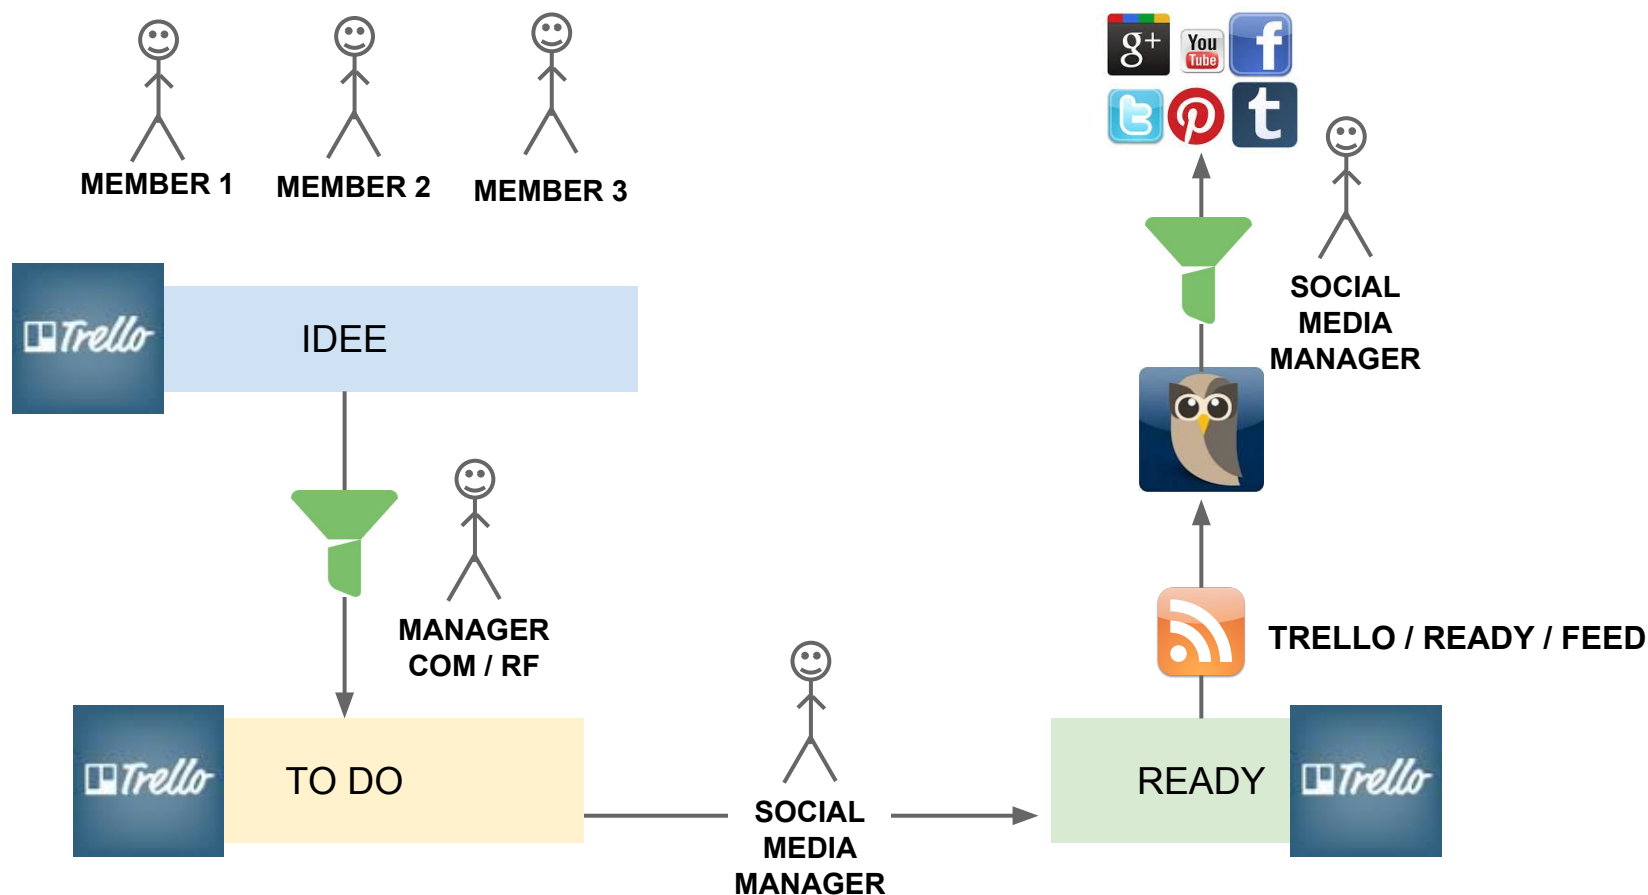 MEMBER 1
MEMBER 2
MEMBER 3
Trello
IDEE
MANAGER
COM / RF
Trello
TO DO
SOCIAL
MEDIA
MANAGER
READY
Trello
TRELLO / READY / FEED
SOCIAL
MEDIA
MANAGER
g+
You
Tube
f
t
p
t